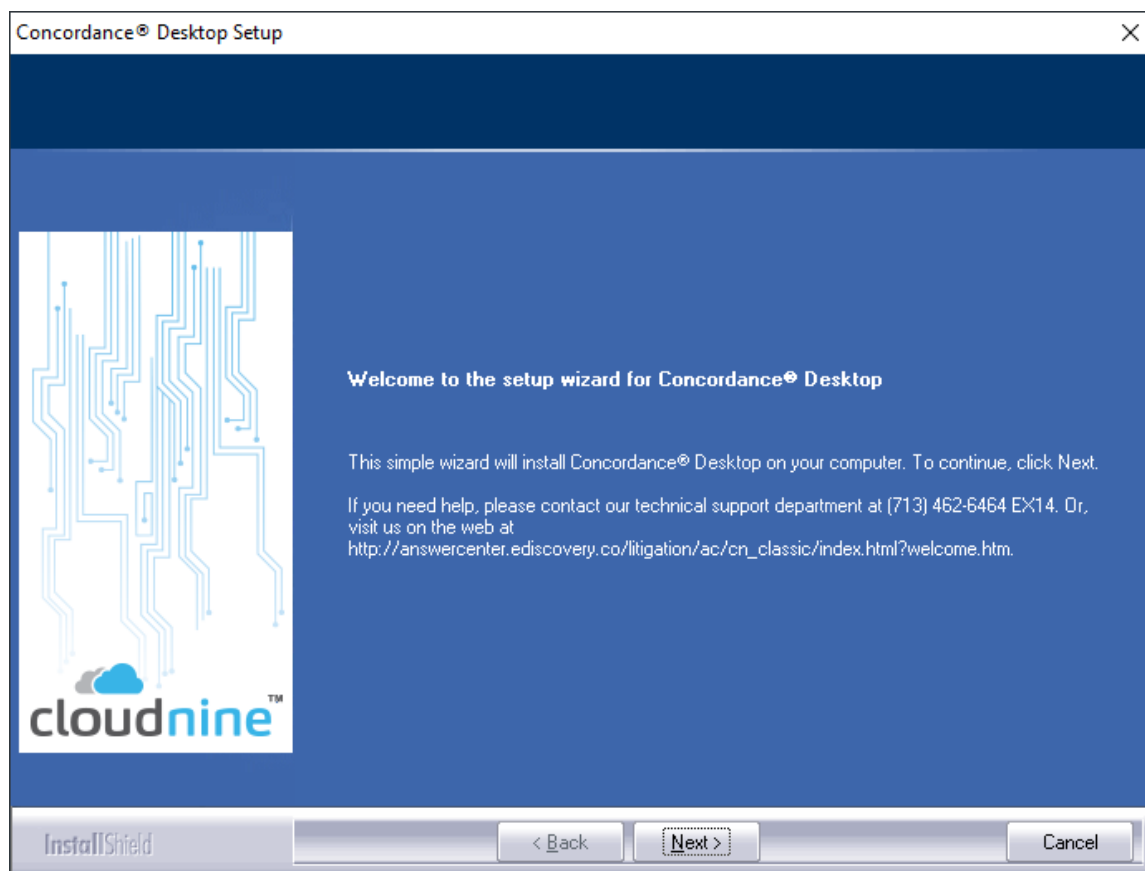 Concordance® Desktop Setup
Welcome to the setup wizard for Concordance® Desktop
This simple wizard will install Concordance® Desktop on your computer. To continue, click Next.
If you need help, please contact our technical support department at (713) 462-6464 EX14. Or,
visit us on the web at
http://answercenter.ediscovery.co/litigation/ac/cn_classic/index.html?welcome.htm.
cloudnine™
InstallShield
< Back
Next >
Cancel